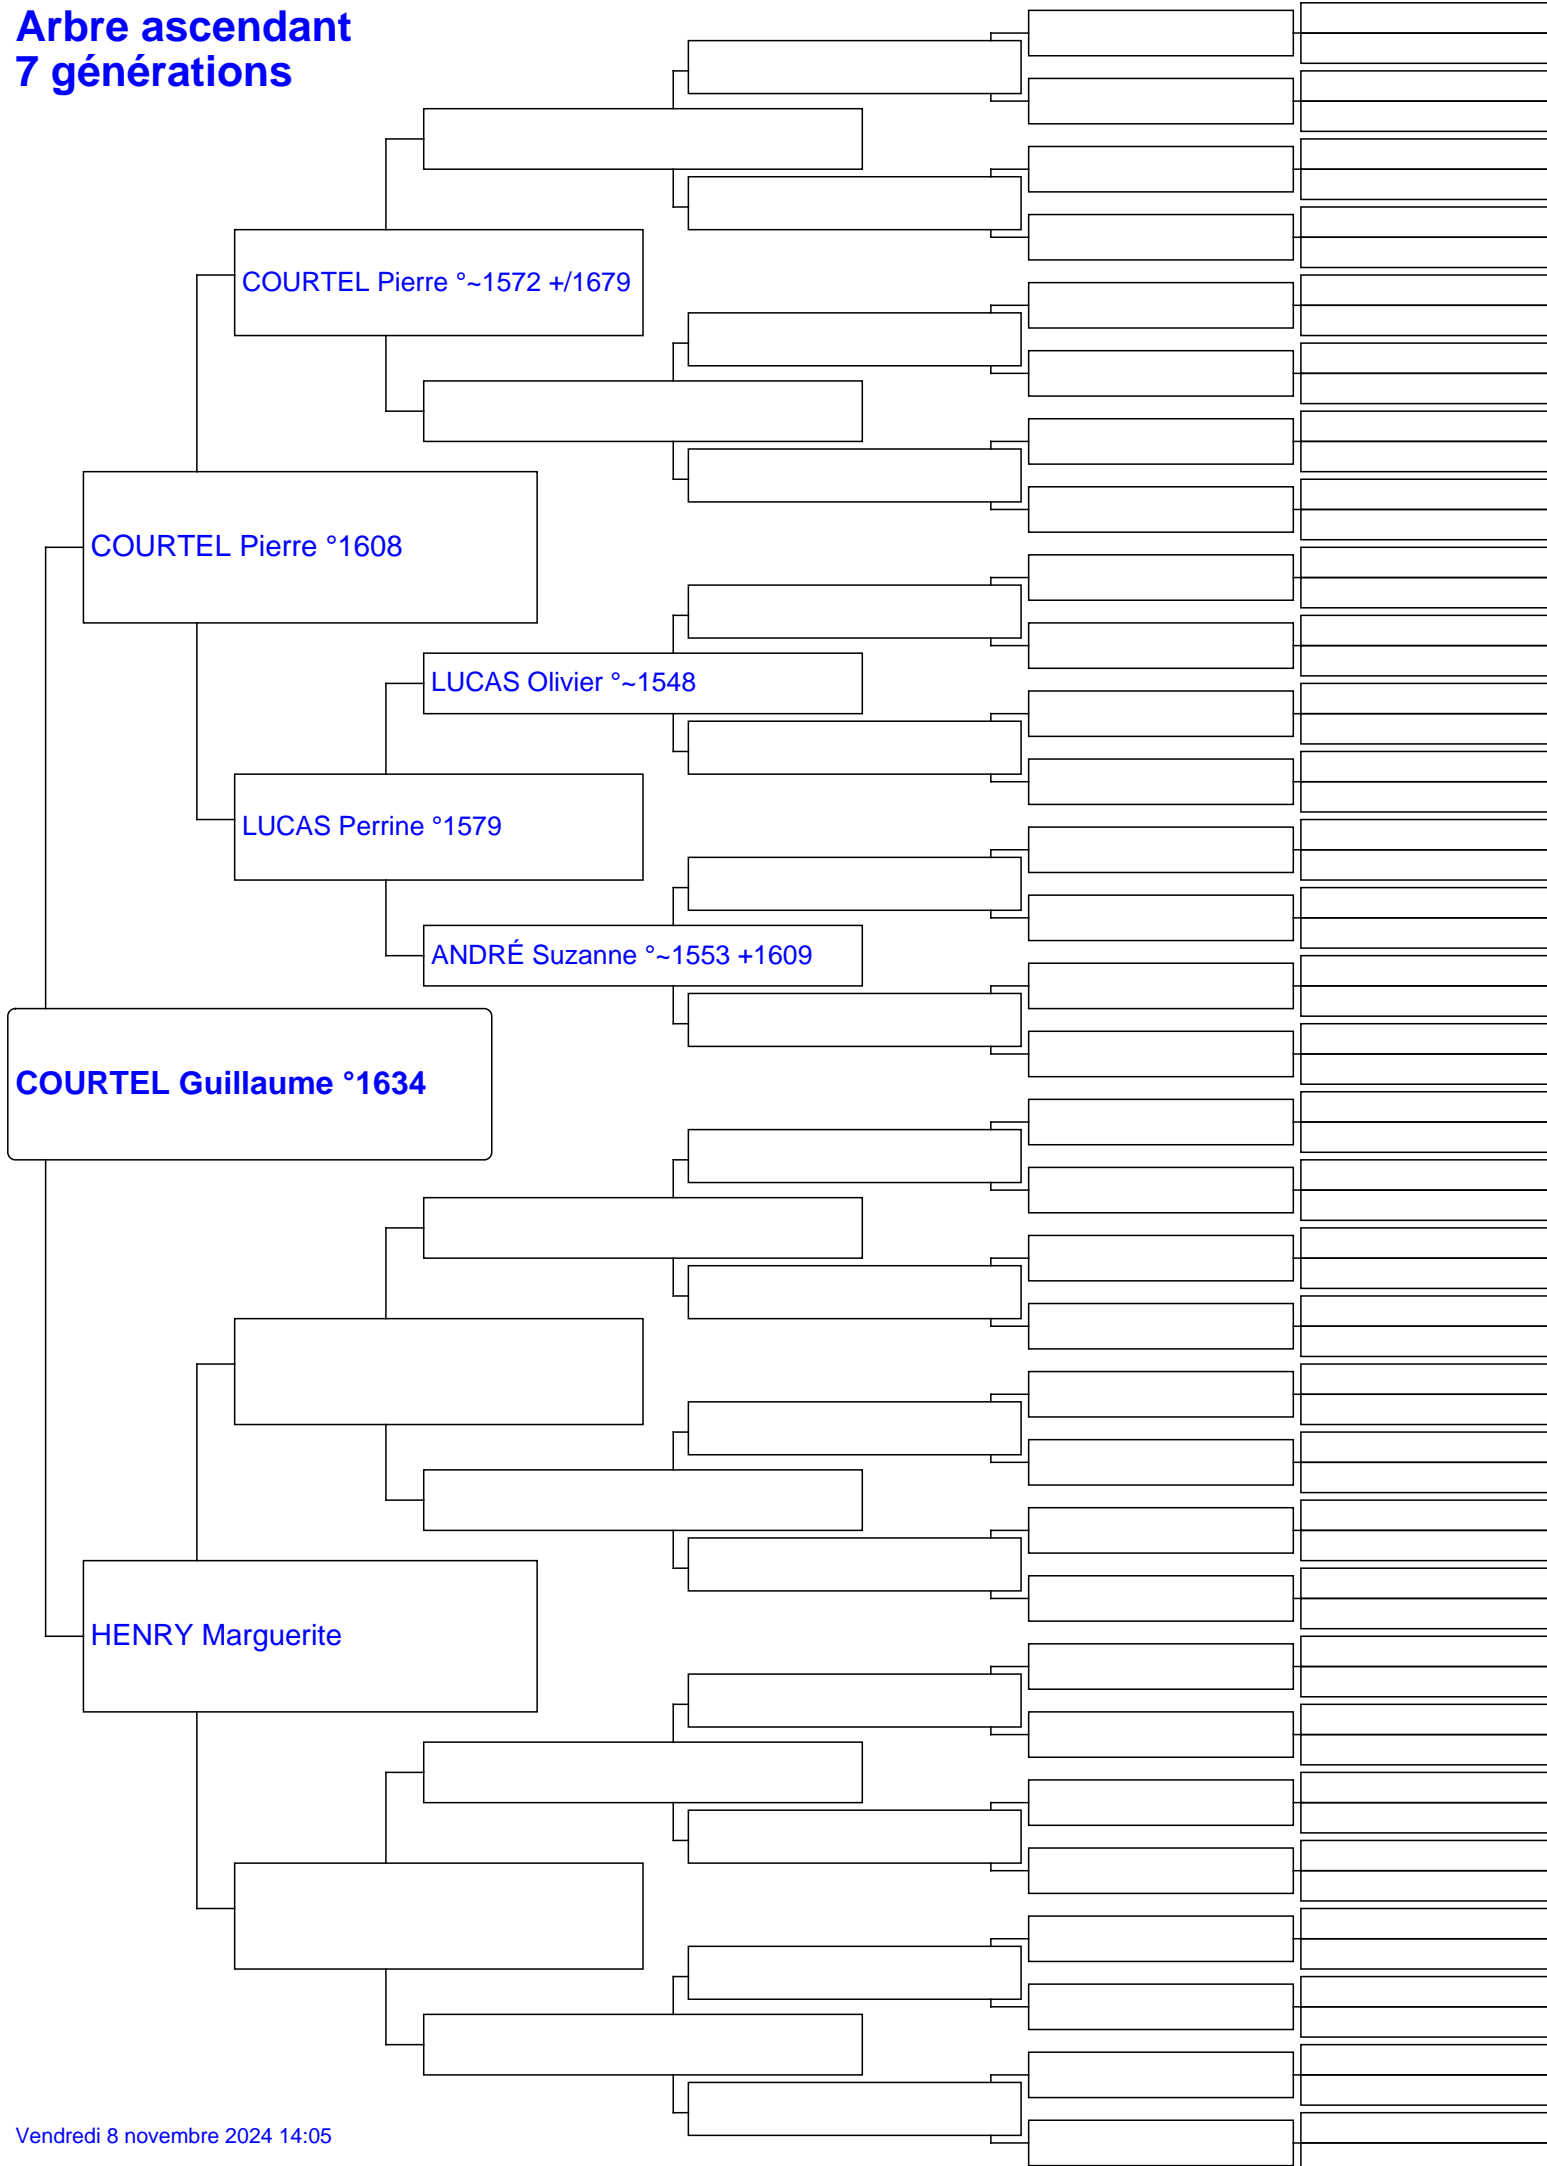 Arbre ascendant
7 générations
COURTEL Pierre °~1572 +/1679
COURTEL Pierre °1608
LUCAS Olivier °~1548
LUCAS Perrine °1579
ANDRÉ Suzanne °~1553 +1609
COURTEL Guillaume °1634
HENRY Marguerite
Vendredi 8 novembre 2024 14:05